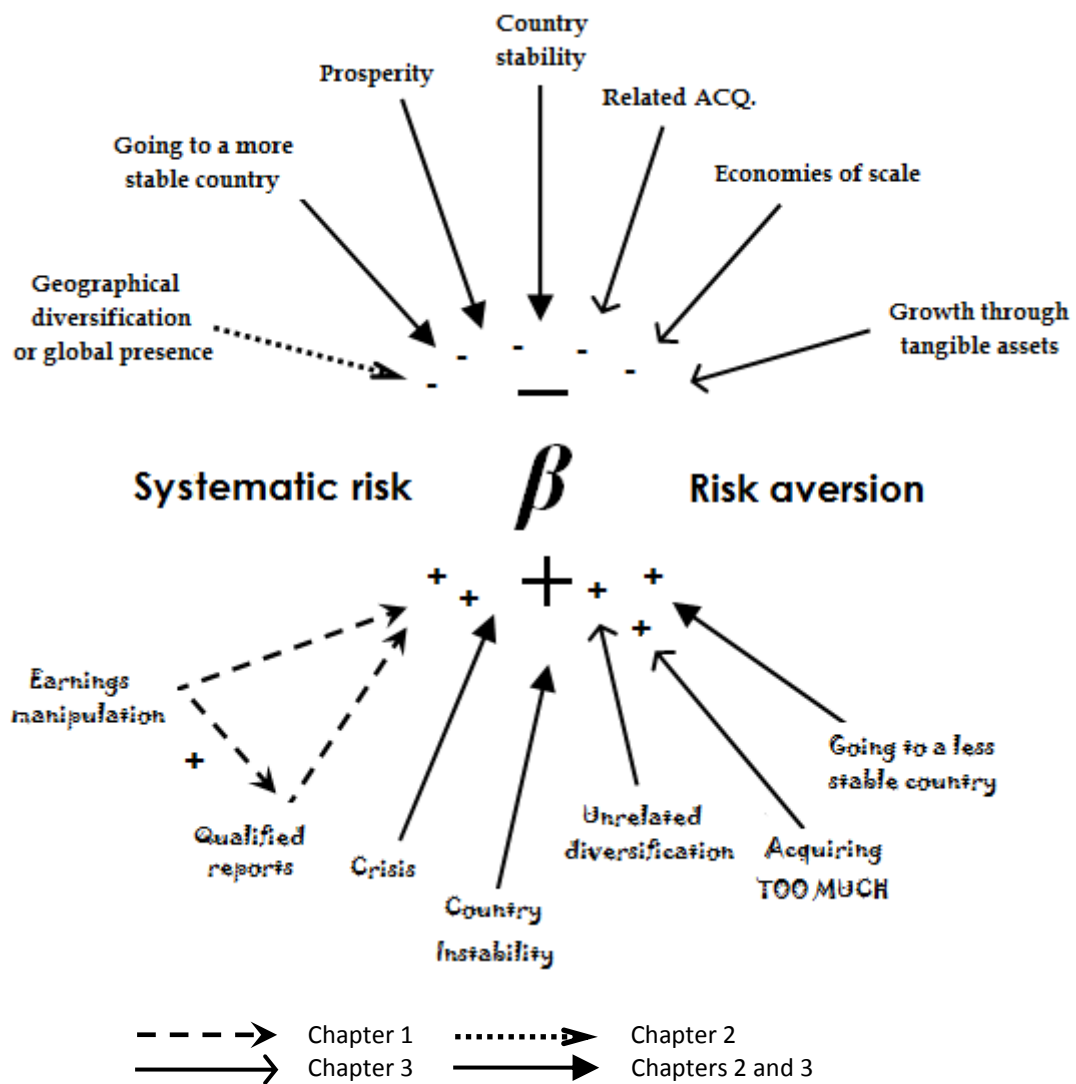 Country
stability
Prosperity
Related ACQ.
Going to a more
stable country
Economies of scale
Geographical
diversification
or global presence
Growth through
tangible assets
- - - - -
−
Systematic risk
β
Risk aversion
+ + + + +
+
Earnings
manipulation
+
Qualified
reports
Crisis
Country
Instability
Unrelated
diversification
Acquiring
TOO MUCH
Going to a less
stable country
Chapter 1
Chapter 2
Chapter 3
Chapters 2 and 3